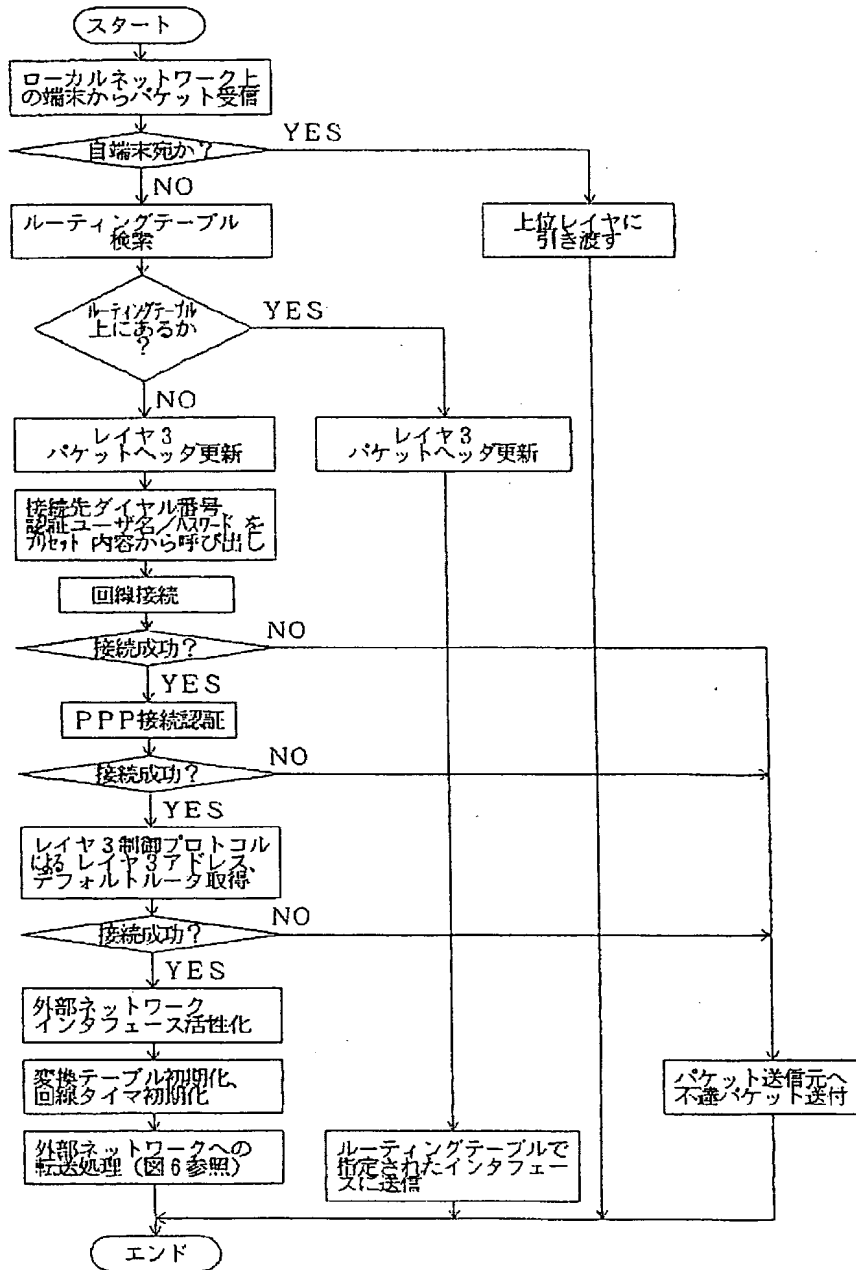 スタート
ローカルネットワーク上
の端末からパケット受信
自端末宛か?
YES
NO
ルーティングテーブル
検索
上位レイヤに
引き渡す
ルーティングテーブル
上にあるか
?
YES
NO
レイヤ3
パケットヘッダ更新
レイヤ3
パケットヘッダ更新
接続先ダイヤル番号、
認証ユーザ名/パスワード を
プリセット 内容から呼び出し
回線接続
接続成功?
NO
YES
PPP接続認証
接続成功?
NO
YES
レイヤ3制御プロトコル
による レイヤ3アドレス、
デフォルトルータ取得
接続成功?
NO
YES
外部ネットワーク
インタフェース活性化
変換テーブル初期化、
回線タイマ初期化
パケット送信元へ
不達パケット送付
外部ネットワークへの
転送処理(図6参照)
ルーティングテーブルで
指定されたインタフェー
スに送信
エンド